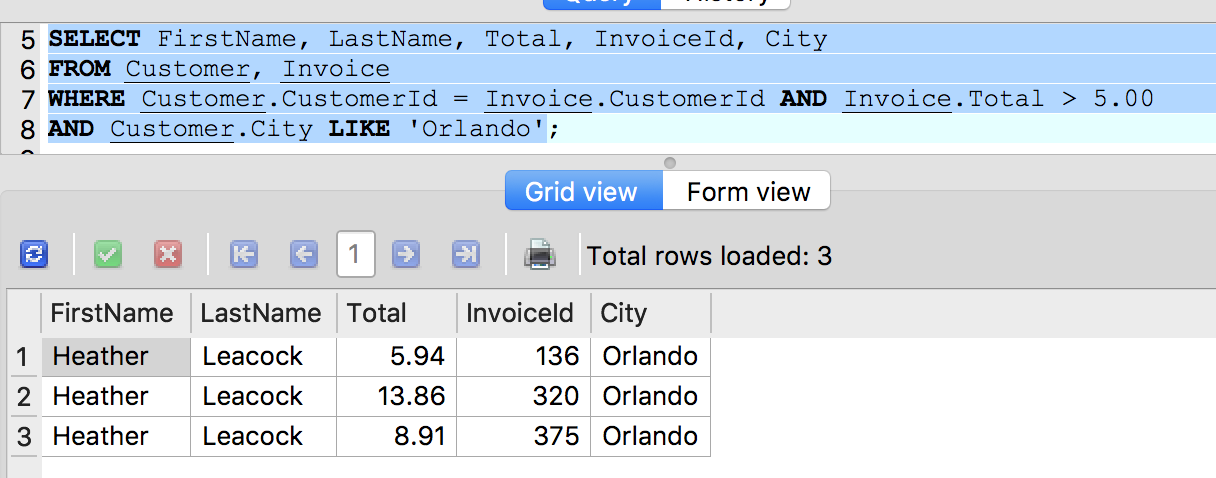 Query History
5 SELECT FirstName, LastName, Total, InvoiceId, City
6 FROM Customer, Invoice
7 WHERE Customer.CustomerId = Invoice.CustomerId AND Invoice.Total > 5.00
8 AND Customer.City LIKE 'Orlando';
Grid view Form view
1 Total rows loaded: 3
FirstName LastName Total InvoiceId City
1 Heather Leacock 5.94 136 Orlando
2 Heather Leacock 13.86 320 Orlando
3 Heather Leacock 8.91 375 Orlando